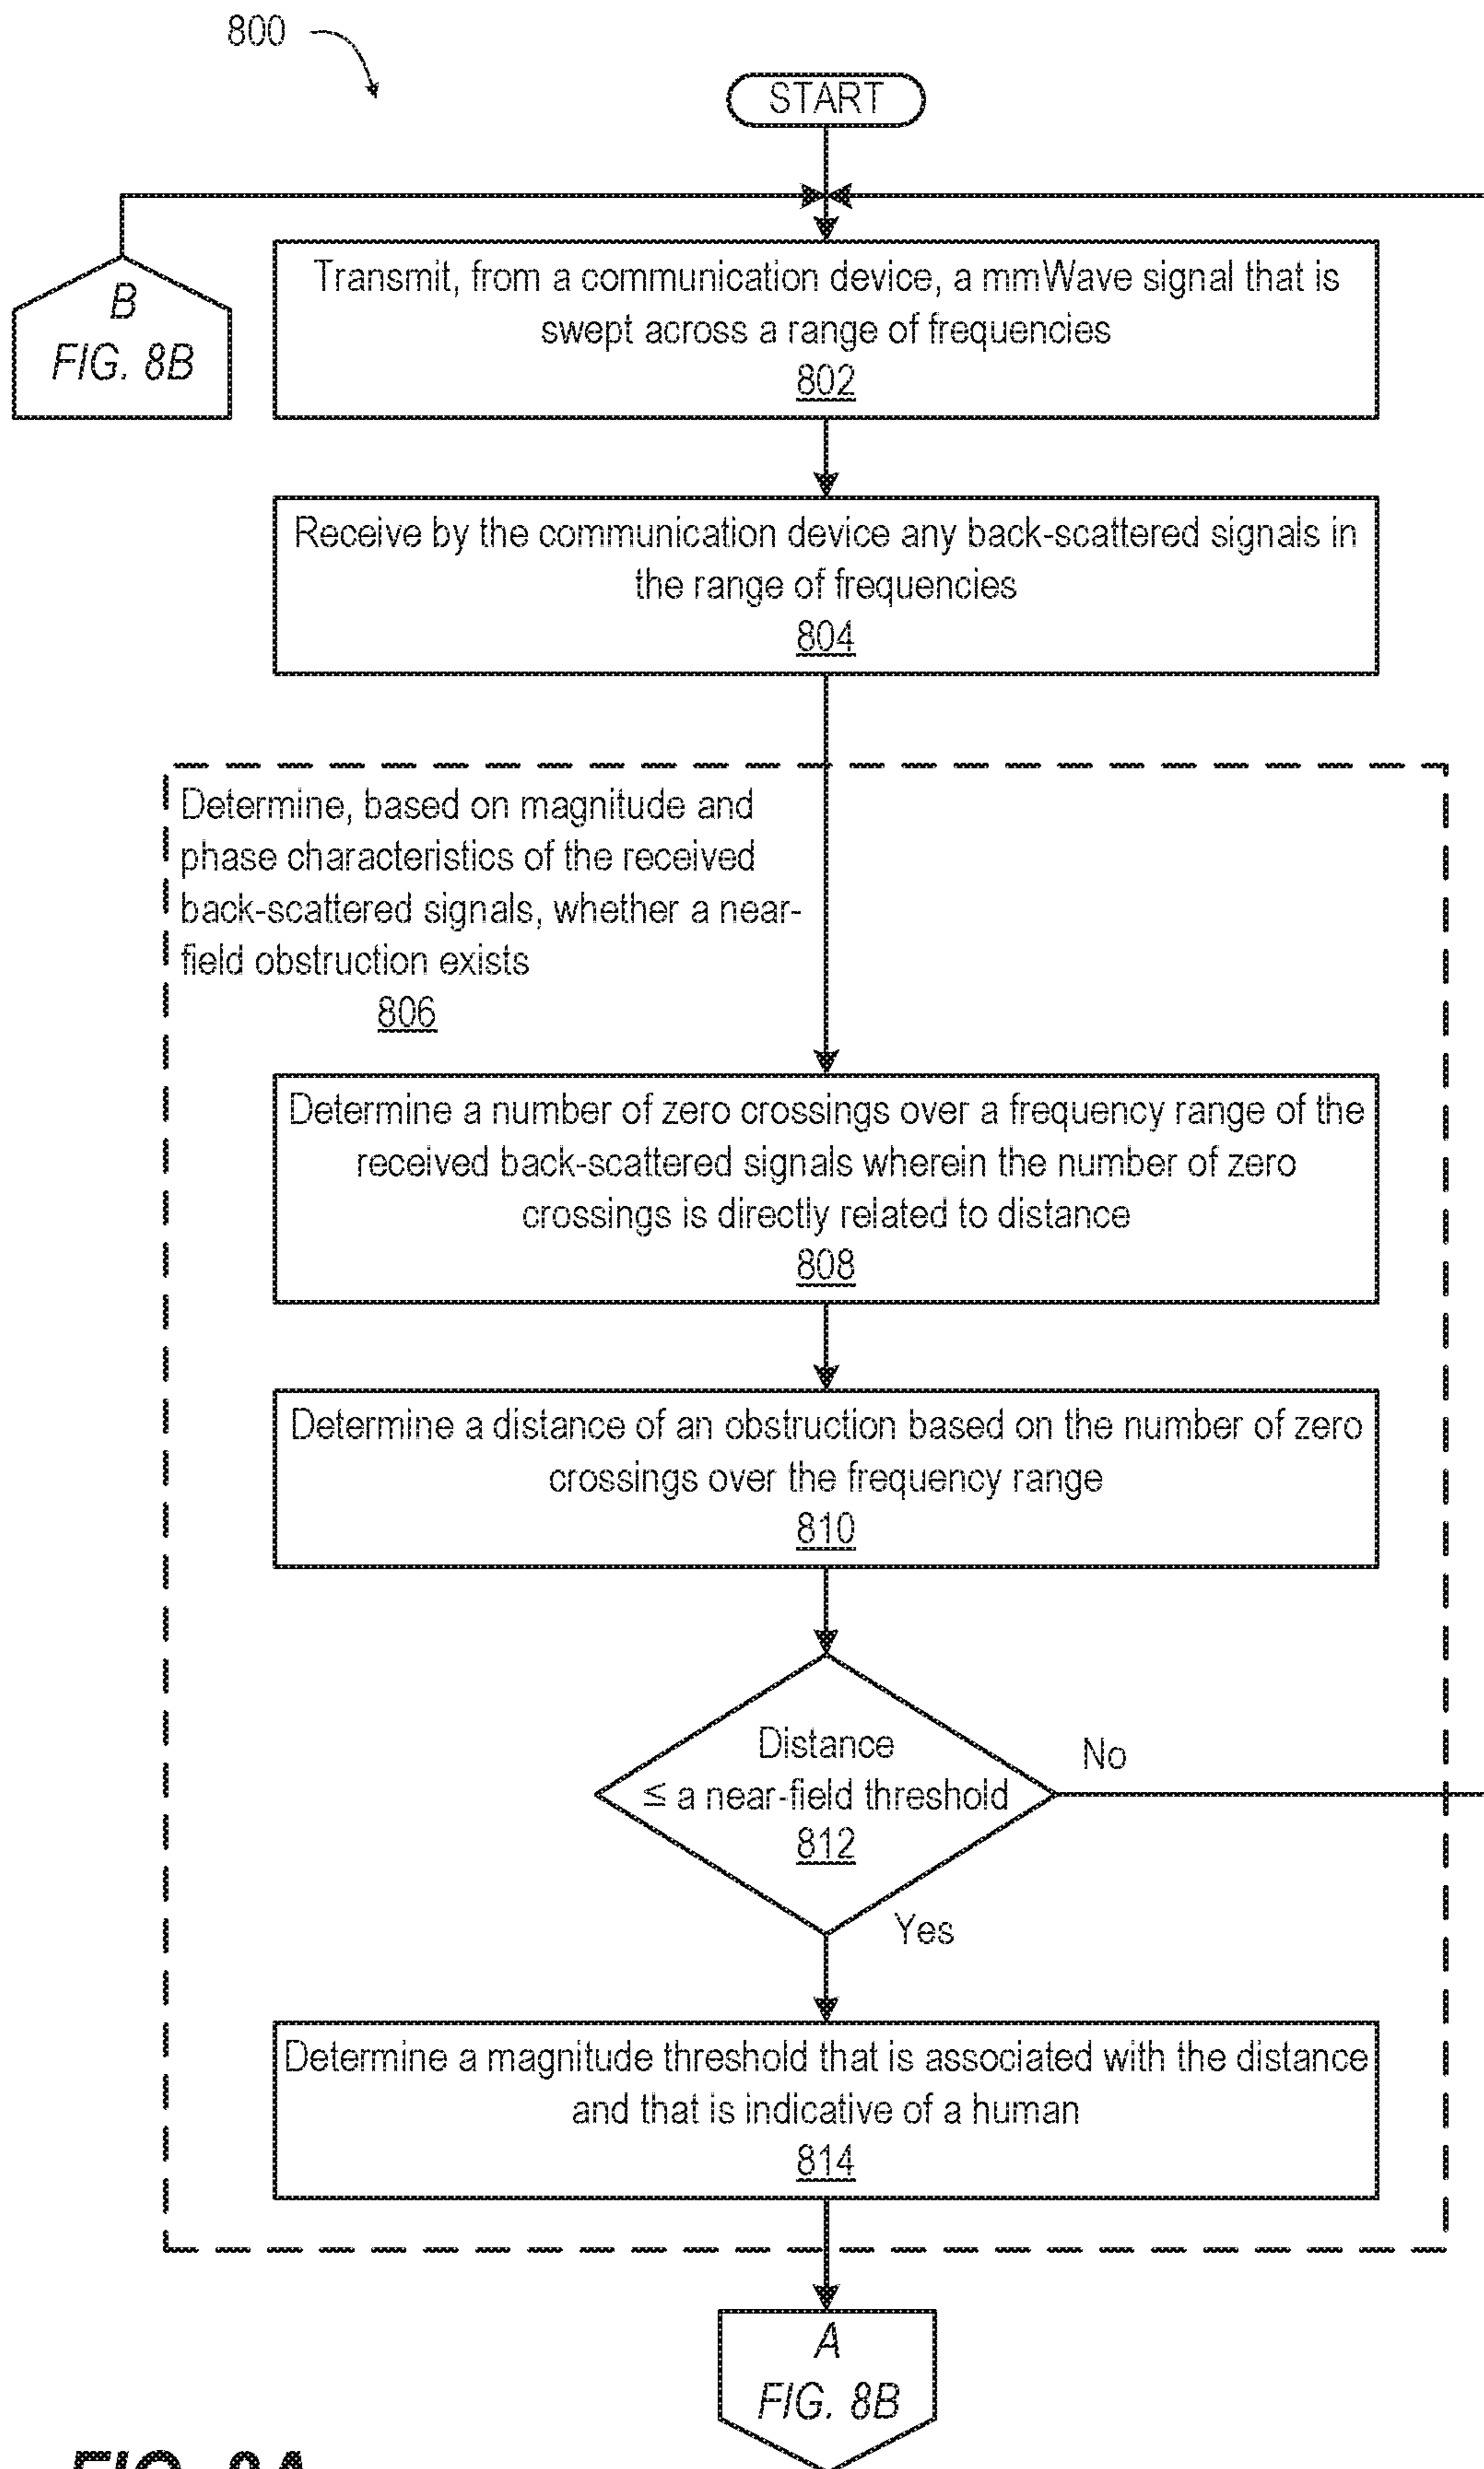 800
START
B
FIG. 8B
Transmit, from a communication device, a mmWave signal that is
swept across a range of frequencies
802
Receive by the communication device any back-scattered signals in
the range of frequencies
804
Determine, based on magnitude and
phase characteristics of the received
back-scattered signals, whether a near-
field obstruction exists
806
Determine a number of zero crossings over a frequency range of the
received back-scattered signals wherein the number of zero
crossings is directly related to distance
808
Determine a distance of an obstruction based on the number of zero
crossings over the frequency range
810
Distance
≤ a near-field threshold
812
No
Yes
Determine a magnitude threshold that is associated with the distance
and that is indicative of a human
814
A
FIG. 8B
FIG. 8A